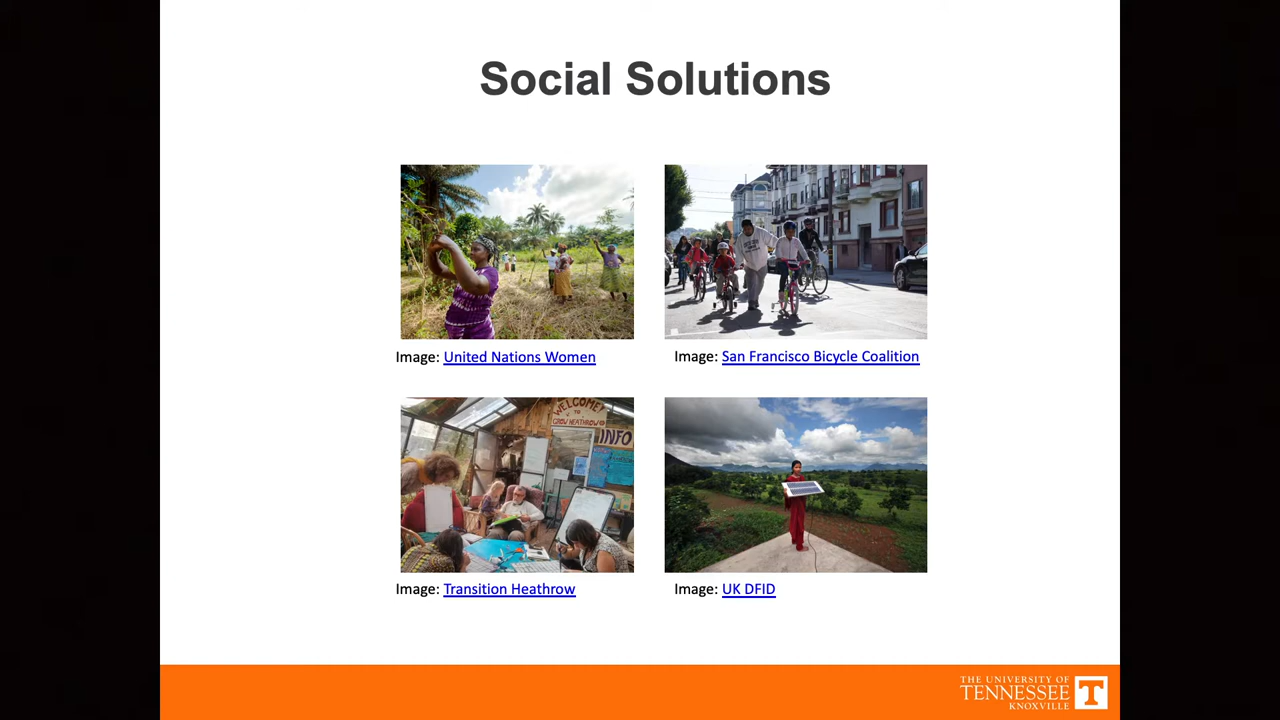 Social Solutions
Image: United Nations Women
Image: San Francisco Bicycle Coalition
WELCOME!
TO
GROW HEATHROW
INFO
Image: Transition Heathrow
Image: UK DFID
THE UNIVERSITY OF
TENNESSEE
KNOXVILLE
T